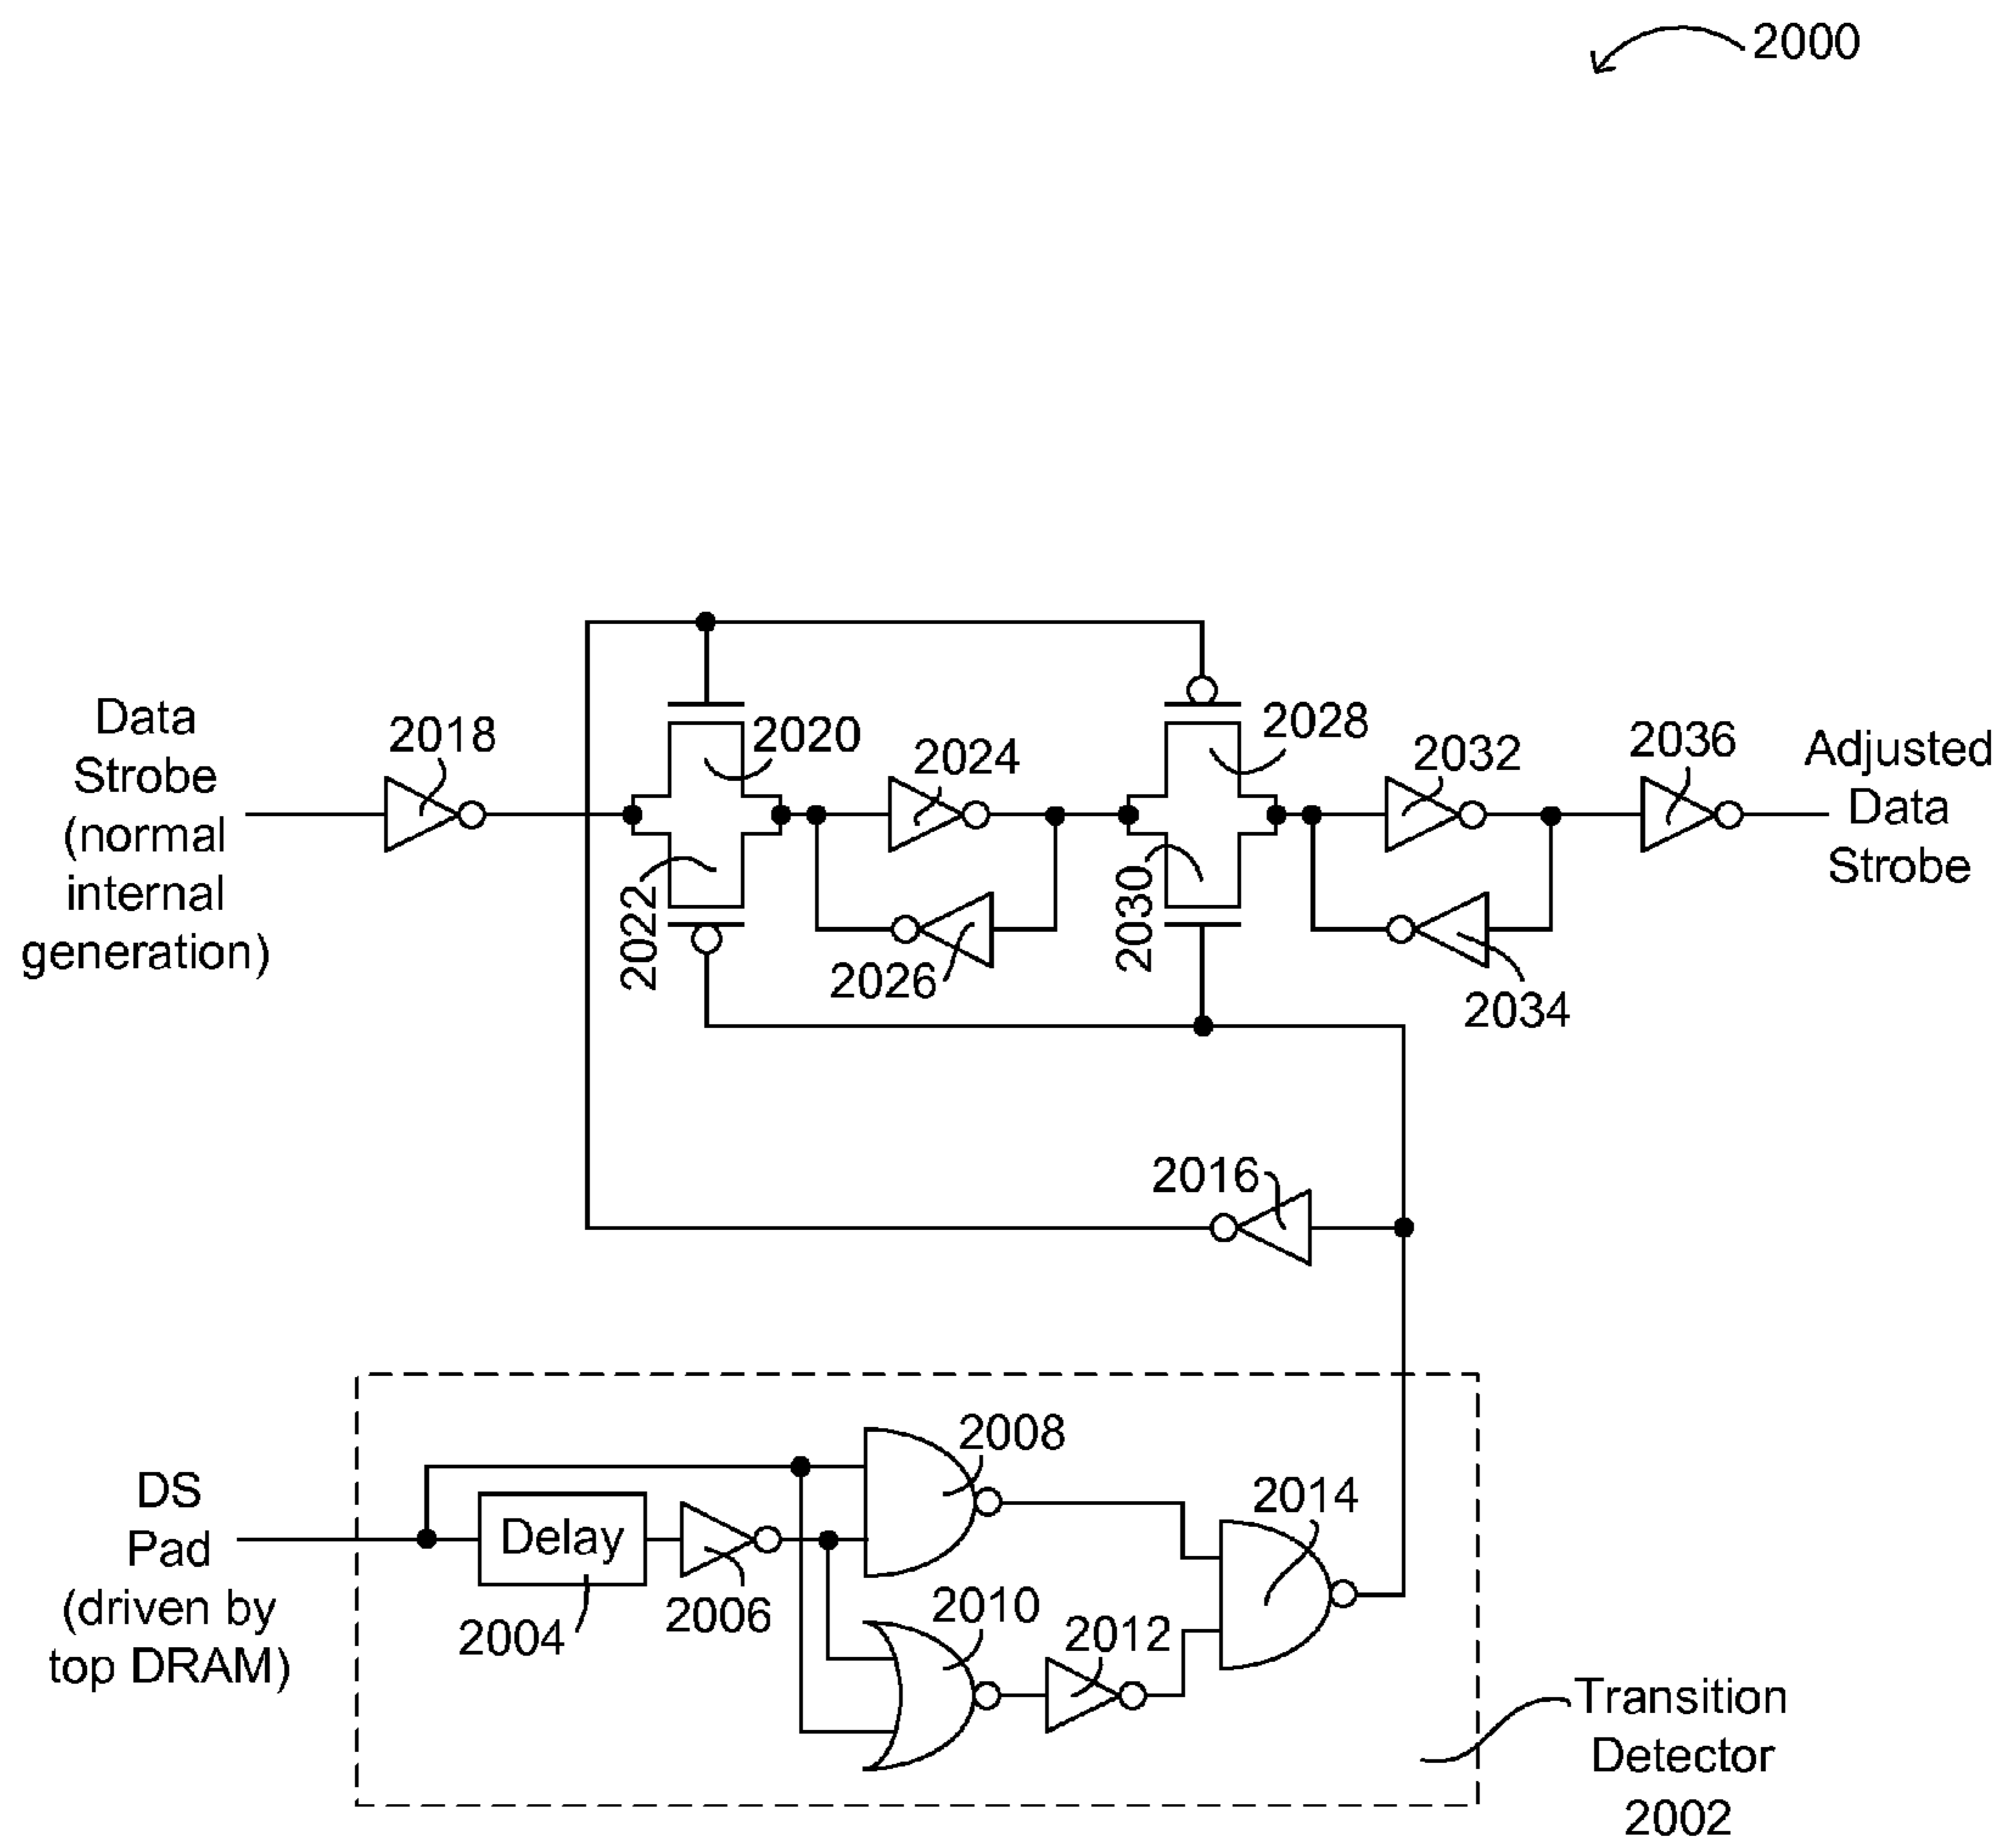 2000
Data
Strobe
(normal
internal
generation)
2018
2020
2022
2024
2026
2028
2030
2032
2034
2036
Adjusted
Data
Strobe
2016
DS
Pad
(driven by
top DRAM)
Delay
2004
2006
2008
2010
2012
2014
Transition
Detector
2002